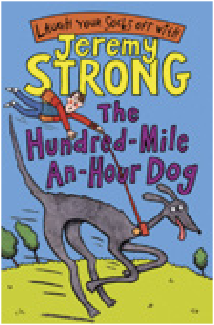 LAUGH YOUR SOCKS OFF WITH
Jeremy
STRONG
The
Hundred-Mile
An-Hour Dog